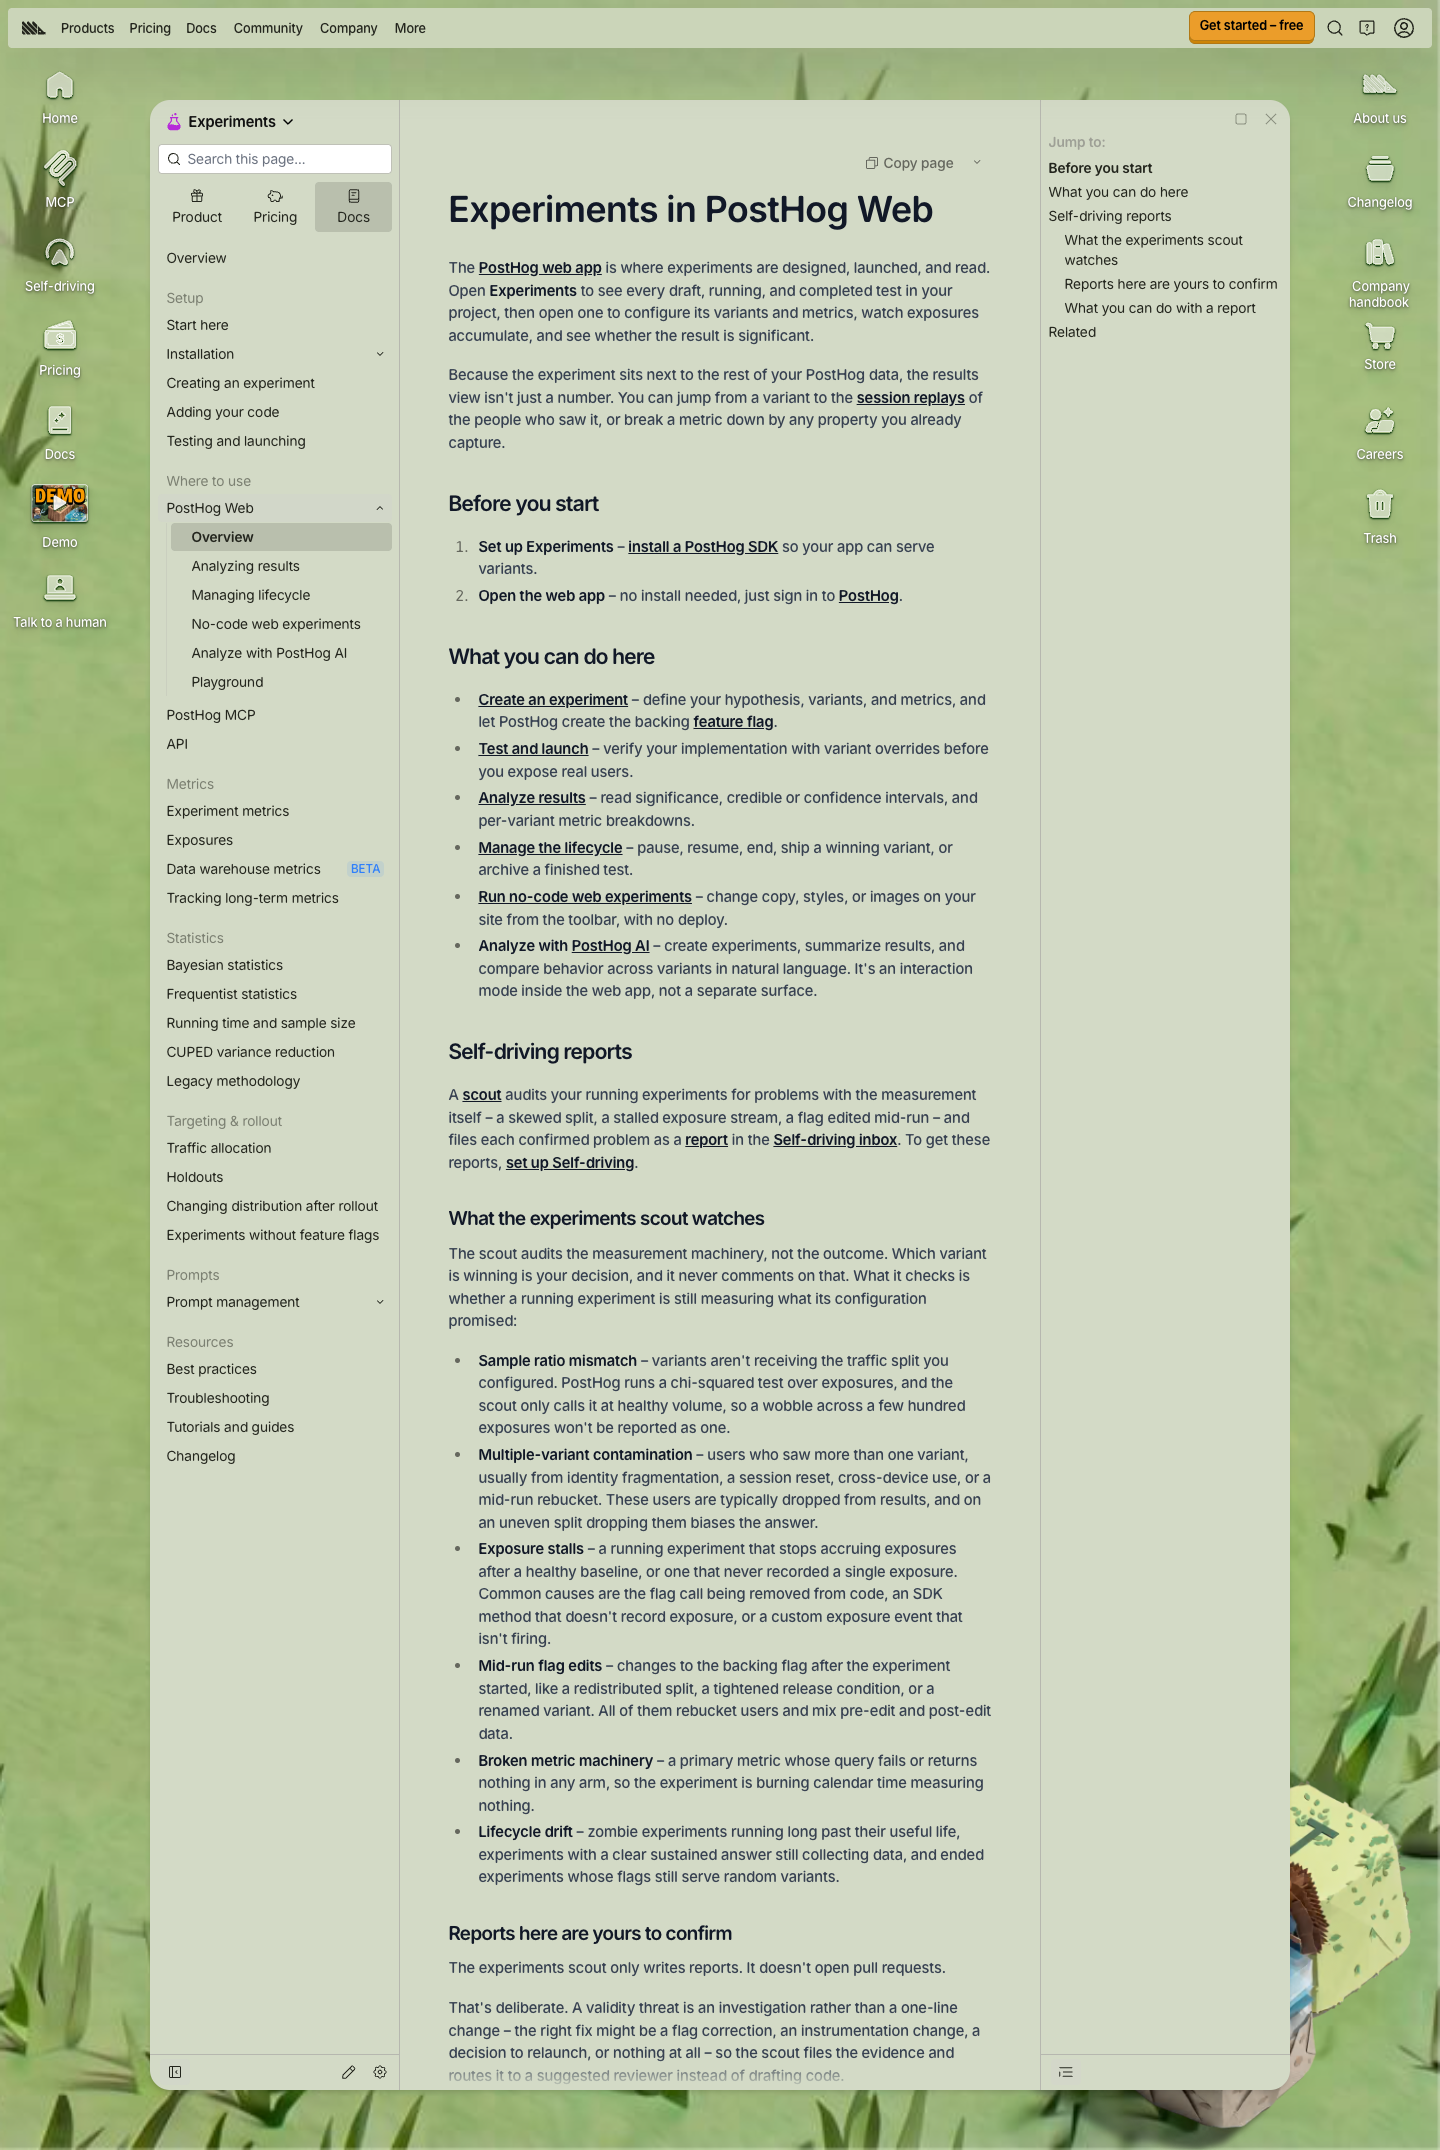 Products Pricing Docs Community Company More
Get started – free
Home
MCP
Self-driving
Pricing
Docs
DEMO
Demo
Talk to a human
Experiments
Search this page...
Product Pricing Docs
Overview
Setup
Start here
Installation
Creating an experiment
Adding your code
Testing and launching
Where to use
PostHog Web
Overview
Analyzing results
Managing lifecycle
No-code web experiments
Analyze with PostHog AI
Playground
PostHog MCP
API
Metrics
Experiment metrics
Exposures
Data warehouse metrics BETA
Tracking long-term metrics
Statistics
Bayesian statistics
Frequentist statistics
Running time and sample size
CUPED variance reduction
Legacy methodology
Targeting & rollout
Traffic allocation
Holdouts
Changing distribution after rollout
Experiments without feature flags
Prompts
Prompt management
Resources
Best practices
Troubleshooting
Tutorials and guides
Changelog
Copy page
Experiments in PostHog Web
The PostHog web app is where experiments are designed, launched, and read.
Open Experiments to see every draft, running, and completed test in your
project, then open one to configure its variants and metrics, watch exposures
accumulate, and see whether the result is significant.
Because the experiment sits next to the rest of your PostHog data, the results
view isn't just a number. You can jump from a variant to the session replays of
the people who saw it, or break a metric down by any property you already
capture.
Before you start
1. Set up Experiments – install a PostHog SDK so your app can serve
variants.
2. Open the web app – no install needed, just sign in to PostHog.
What you can do here
• Create an experiment – define your hypothesis, variants, and metrics, and
let PostHog create the backing feature flag.
• Test and launch – verify your implementation with variant overrides before
you expose real users.
• Analyze results – read significance, credible or confidence intervals, and
per-variant metric breakdowns.
• Manage the lifecycle – pause, resume, end, ship a winning variant, or
archive a finished test.
• Run no-code web experiments – change copy, styles, or images on your
site from the toolbar, with no deploy.
• Analyze with PostHog AI – create experiments, summarize results, and
compare behavior across variants in natural language. It's an interaction
mode inside the web app, not a separate surface.
Self-driving reports
A scout audits your running experiments for problems with the measurement
itself – a skewed split, a stalled exposure stream, a flag edited mid-run – and
files each confirmed problem as a report in the Self-driving inbox. To get these
reports, set up Self-driving.
What the experiments scout watches
The scout audits the measurement machinery, not the outcome. Which variant
is winning is your decision, and it never comments on that. What it checks is
whether a running experiment is still measuring what its configuration
promised:
• Sample ratio mismatch – variants aren't receiving the traffic split you
configured. PostHog runs a chi-squared test over exposures, and the
scout only calls it at healthy volume, so a wobble across a few hundred
exposures won't be reported as one.
• Multiple-variant contamination – users who saw more than one variant,
usually from identity fragmentation, a session reset, cross-device use, or a
mid-run rebucket. These users are typically dropped from results, and on
an uneven split dropping them biases the answer.
• Exposure stalls – a running experiment that stops accruing exposures
after a healthy baseline, or one that never recorded a single exposure.
Common causes are the flag call being removed from code, an SDK
method that doesn't record exposure, or a custom exposure event that
isn't firing.
• Mid-run flag edits – changes to the backing flag after the experiment
started, like a redistributed split, a tightened release condition, or a
renamed variant. All of them rebucket users and mix pre-edit and post-edit
data.
• Broken metric machinery – a primary metric whose query fails or returns
nothing in any arm, so the experiment is burning calendar time measuring
nothing.
• Lifecycle drift – zombie experiments running long past their useful life,
experiments with a clear sustained answer still collecting data, and ended
experiments whose flags still serve random variants.
Reports here are yours to confirm
The experiments scout only writes reports. It doesn't open pull requests.
That's deliberate. A validity threat is an investigation rather than a one-line
change – the right fix might be a flag correction, an instrumentation change, a
decision to relaunch, or nothing at all – so the scout files the evidence and
routes it to a suggested reviewer instead of drafting code.
Jump to:
Before you start
What you can do here
Self-driving reports
What the experiments scout
watches
Reports here are yours to confirm
What you can do with a report
Related
About us
Changelog
Company
handbook
Store
Careers
Trash